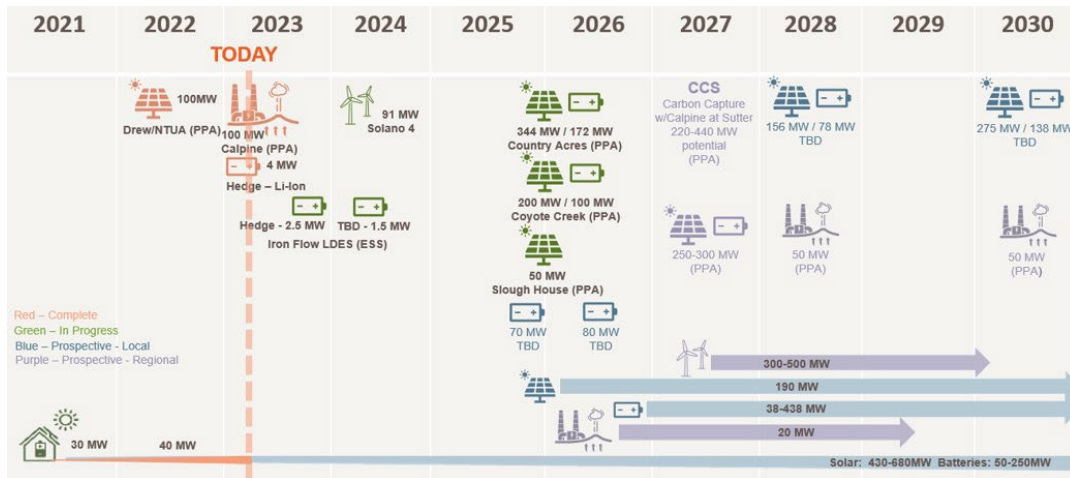 2021 2022 2023 2024 2025 2026 2027 2028 2029 2030
TODAY
100MW
Drew/NTUA (PPA)
100 MW
Calpine (PPA)
4 MW
Hedge – Li-Ion
Hedge - 2.5 MW
TBD - 1.5 MW
Iron Flow LDES (ESS)
91 MW
Solano 4
344 MW / 172 MW
Country Acres (PPA)
200 MW / 100 MW
Coyote Creek (PPA)
50 MW
Slough House (PPA)
70 MW
TBD
80 MW
TBD
CCS
Carbon Capture
w/Calpine at Sutter
220-440 MW
potential
(PPA)
250-300 MW
(PPA)
156 MW / 78 MW
TBD
50 MW
(PPA)
275 MW / 138 MW
TBD
50 MW
(PPA)
Red – Complete
Green – In Progress
Blue – Prospective - Local
Purple – Prospective - Regional
300-500 MW
190 MW
38-438 MW
20 MW
30 MW
40 MW
Solar: 430-680MW Batteries: 50-250MW